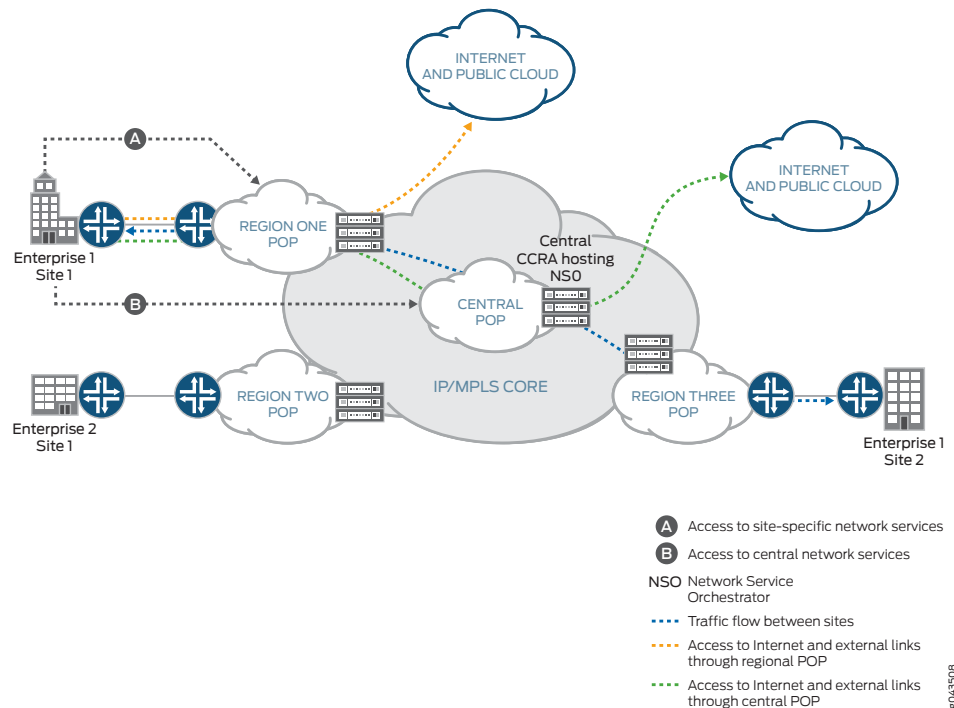 INTERNET
AND PUBLIC CLOUD
A
INTERNET
AND PUBLIC CLOUD
REGION ONE
POP
Enterprise 1
Site 1
Central
CCRA hosting
NSO
B
CENTRAL
POP
IP/MPLS CORE
REGION TWO
POP
Enterprise 2
Site 1
REGION THREE
POP
Enterprise 1
Site 2
A Access to site-specific network services
B Access to central network services
NSO Network Service
Orchestrator
Traffic flow between sites
Access to Internet and external links
through regional POP
Access to Internet and external links
through central POP
g043508